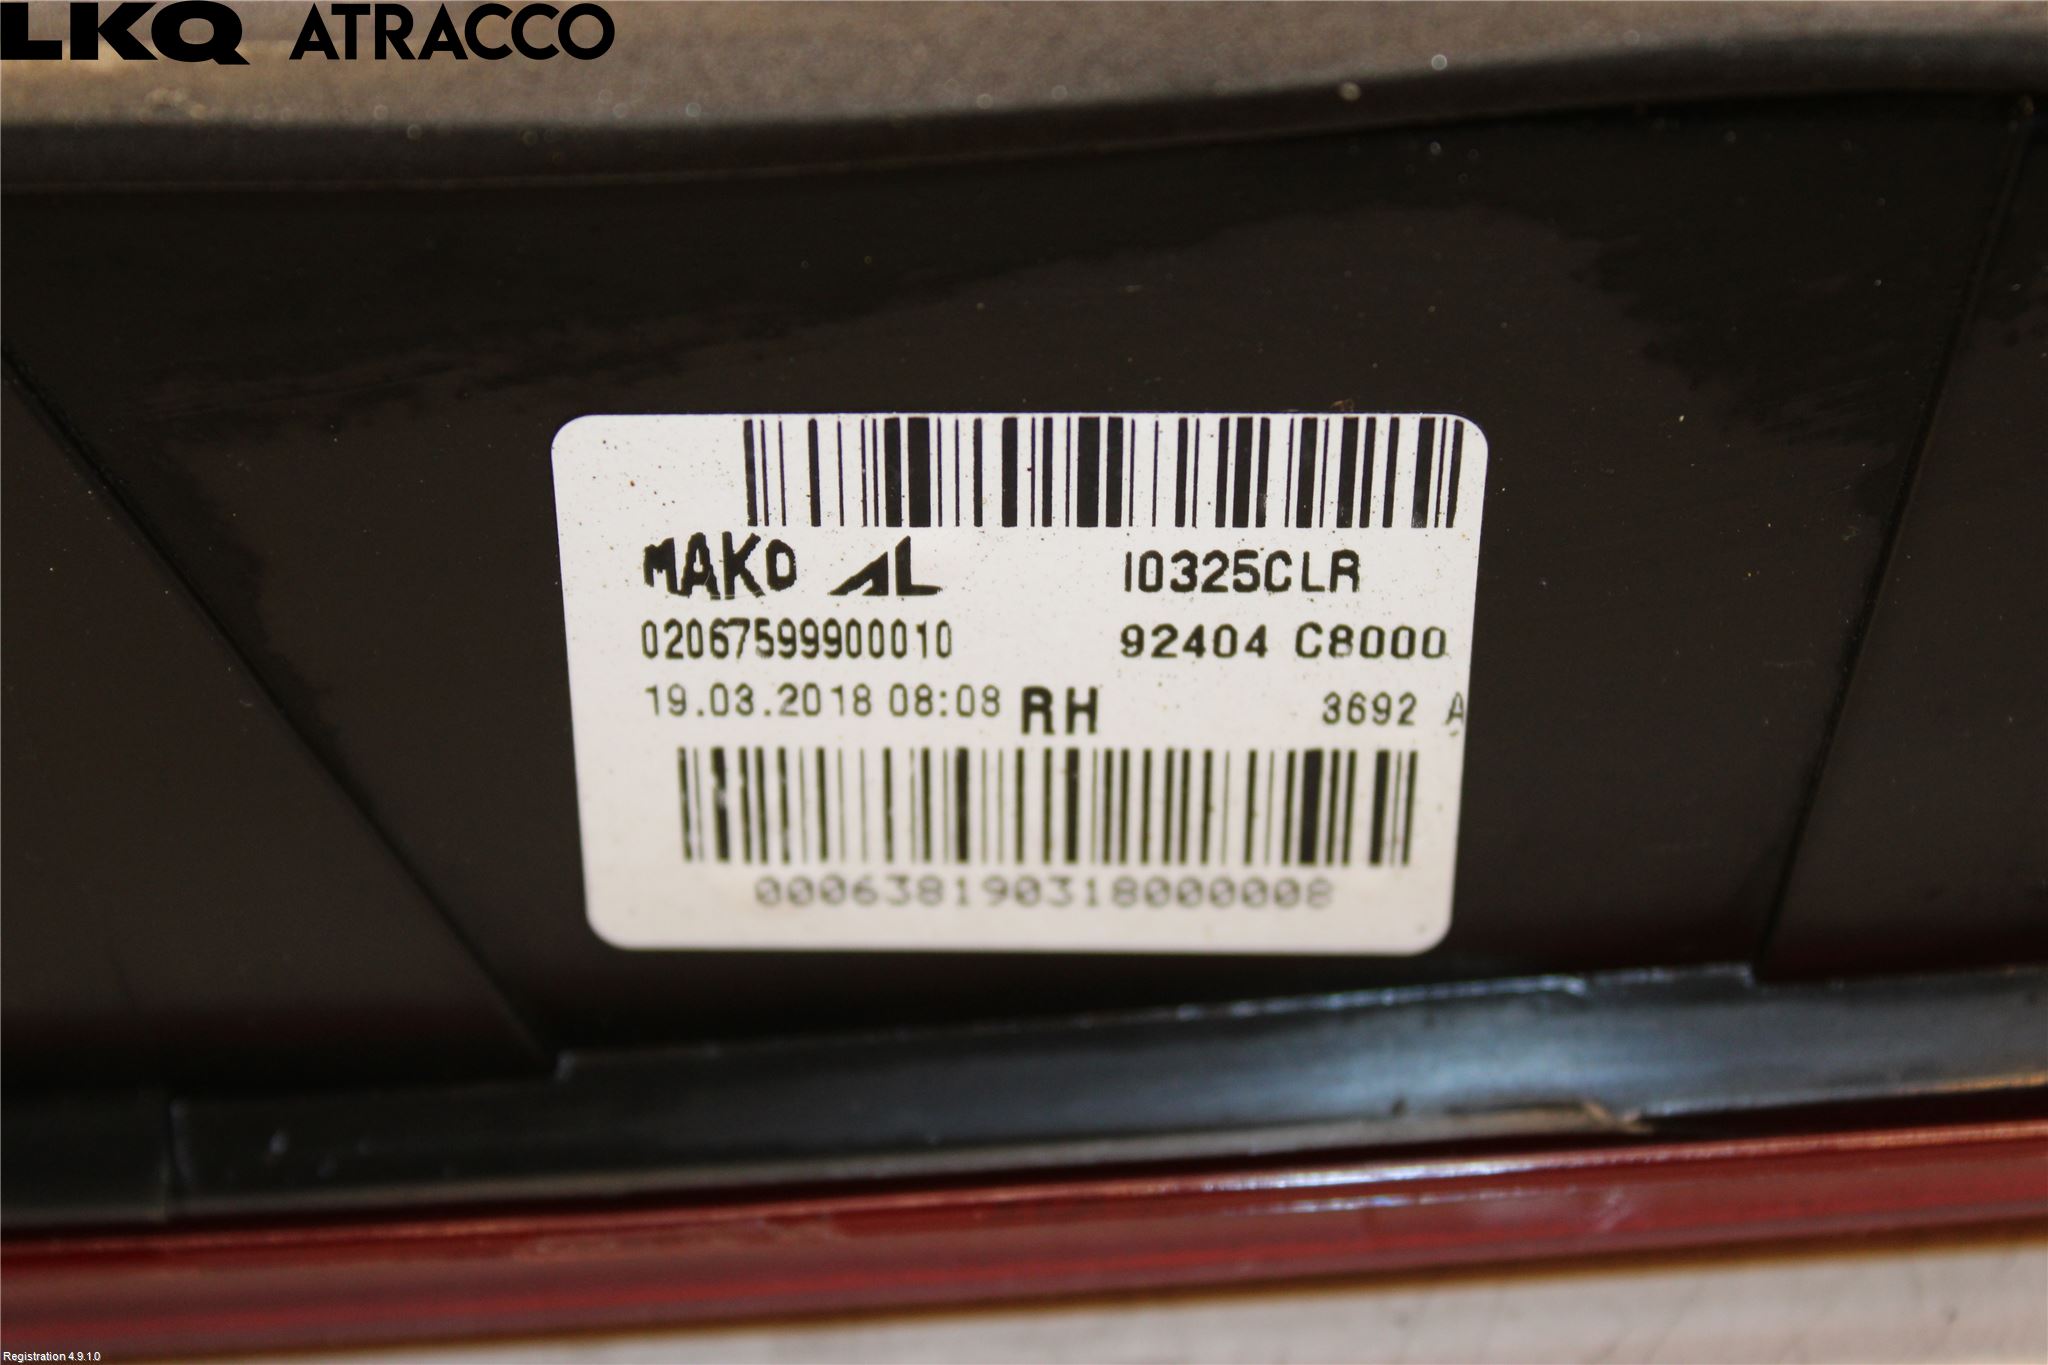 LKQ ATRACCO
MAKO AL I0325CLR
02067599900010 92404 C8000
19.03.2018 08:08 RH 3692 A
000638190318000008
Registration 4.9.1.0